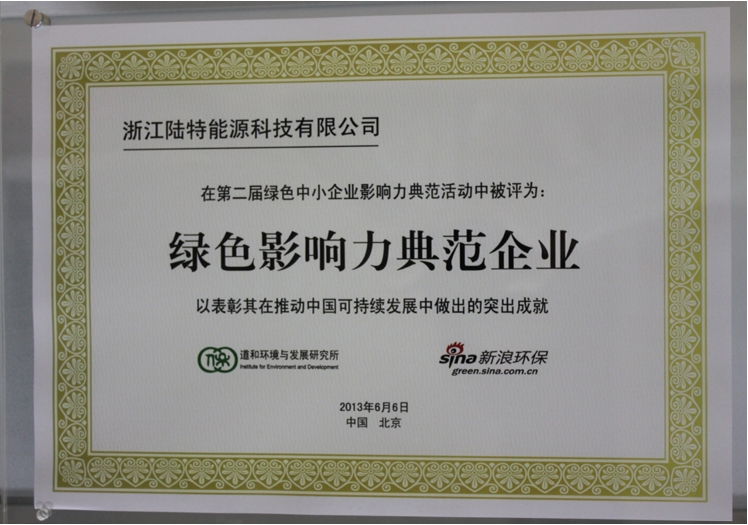 浙江陆特能源科技有限公司
在第二届绿色中小企业影响力典范活动中被评为：
绿色影响力典范企业
以表彰其在推动中国可持续发展中做出的突出成就
道和环境与发展研究所
Institute for Environment and Development
sina 新浪环保
green.sina.com.cn
2013年6月6日
中国 北京